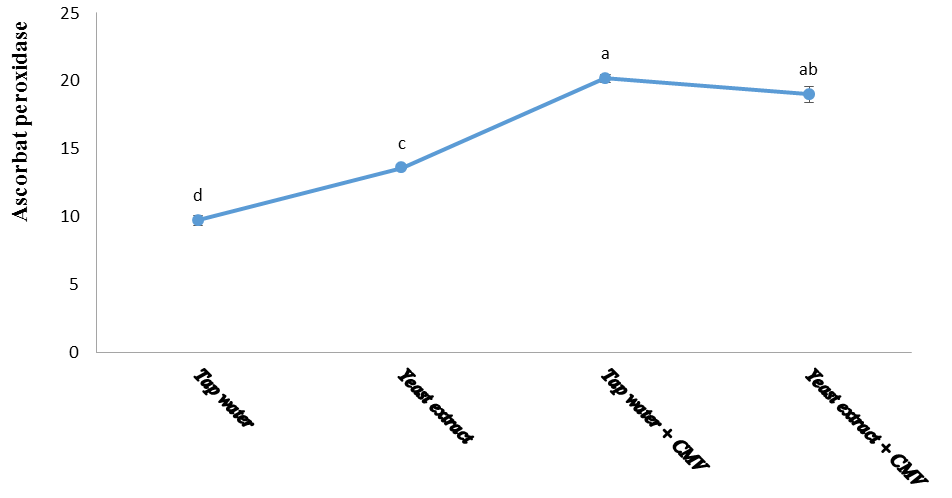 Ascorbat peroxidase
25
20
15
10
5
0
d
c
a
ab
Tap water
Yeast extract
Tap water + CMV
Yeast extract + CMV